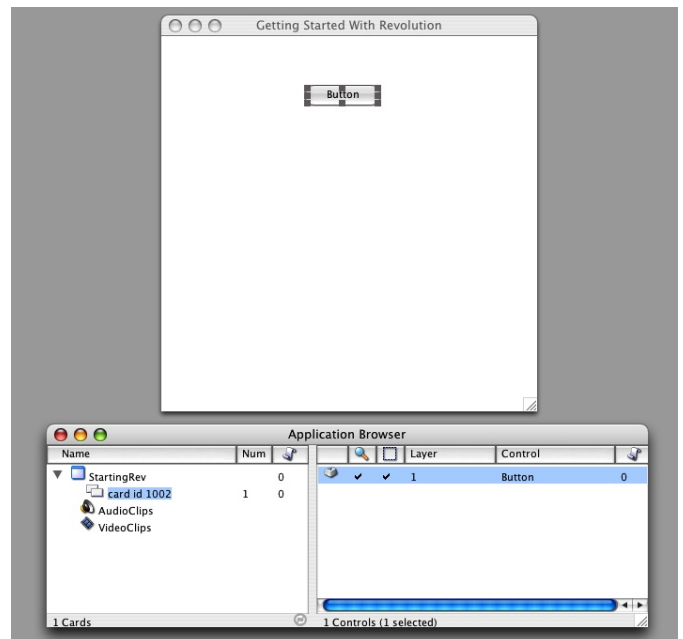 Getting Started With Revolution
Button
Application Browser
Name Num Layer Control
StartingRev 0
card id 1002 1 0
AudioClips
VideoClips
1 Button 0
1 Cards
1 Controls (1 selected)